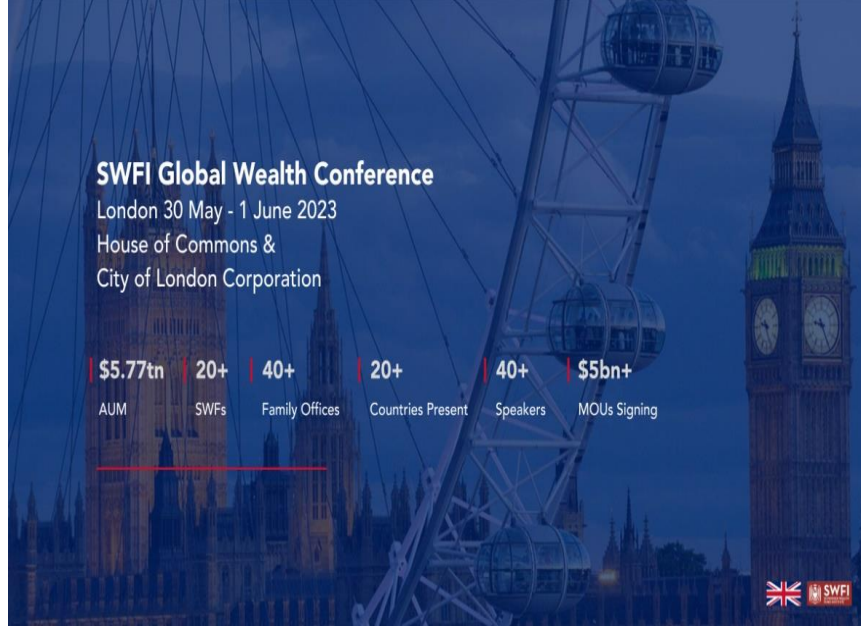 SWFI Global Wealth Conference
London 30 May - 1 June 2023
House of Commons &
City of London Corporation
$5.77tn 20+ 40+ 20+ 40+ $5bn+
AUM SWFs Family Offices Countries Present Speakers MOUs Signing
SWFI